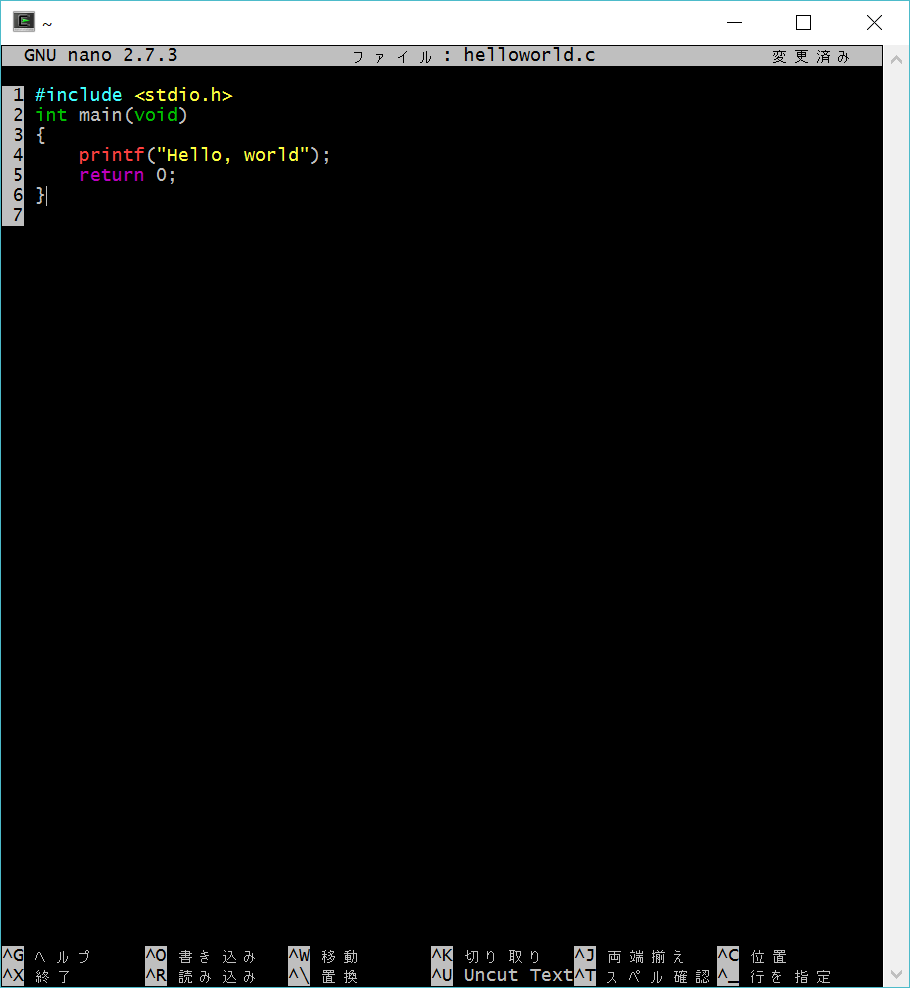 ~
GNU nano 2.7.3 ファイル: helloworld.c 変更済み
1 #include <stdio.h>
2 int main(void)
3 {
4     printf("Hello, world");
5     return 0;
6 }
7
^G ヘルプ ^O 書き込み ^W 移動 ^K 切り取り ^J 両端揃え ^C 位置
^X 終了 ^R 読み込み ^\ 置換 ^U Uncut Text ^T スペル確認 ^_ 行を指定